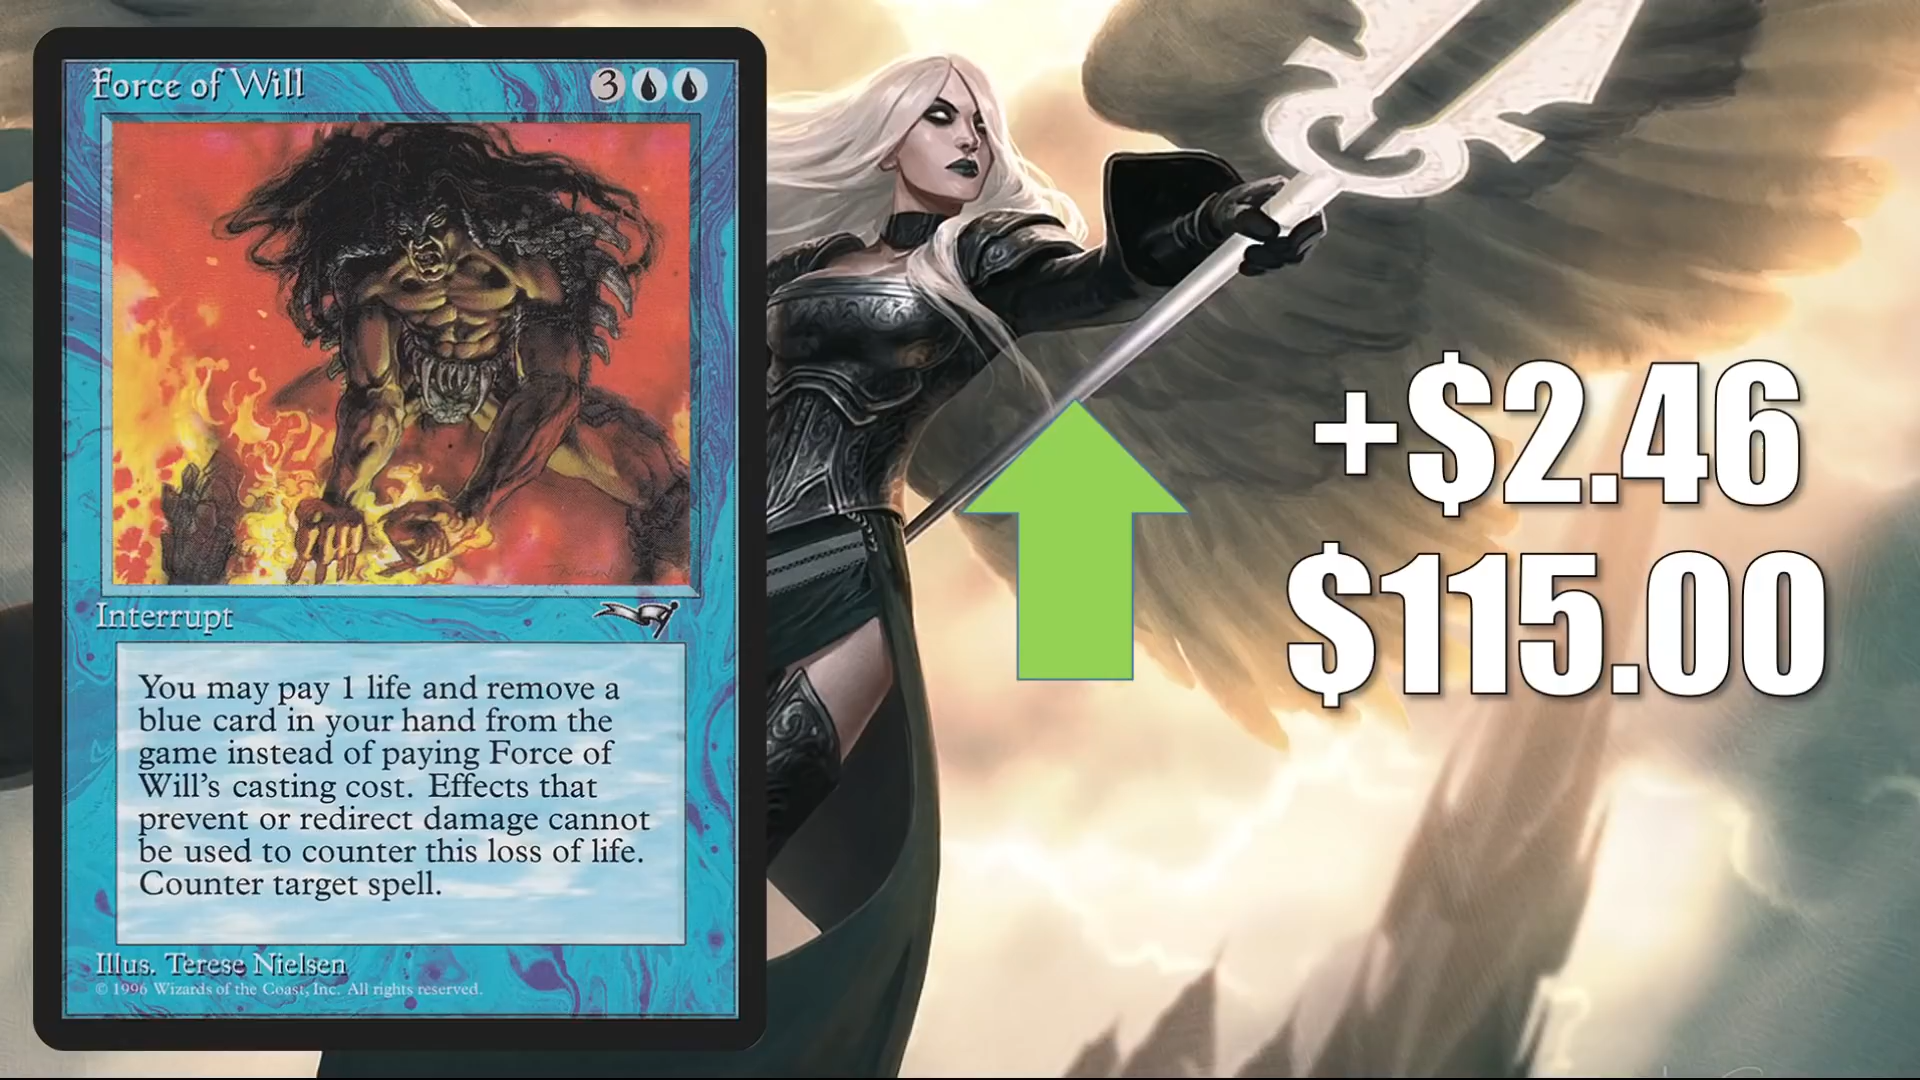 Force of Will
3
Interrupt
You may pay 1 life and remove a
blue card in your hand from the
game instead of paying Force of
Will's casting cost. Effects that
prevent or redirect damage cannot
be used to counter this loss of life.
Counter target spell.
Illus. Terese Nielsen
© 1996 Wizards of the Coast, Inc. All rights reserved.
+$2.46
$115.00